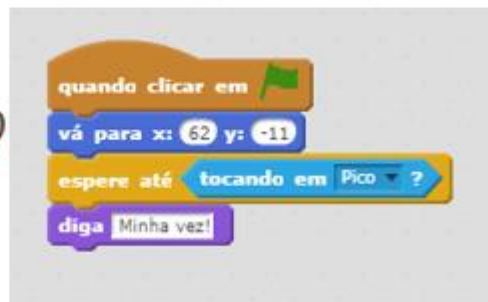 quando clicar em
vá para x: 62 y: -11
espere até tocando em Pico ?
diga Minha vez!